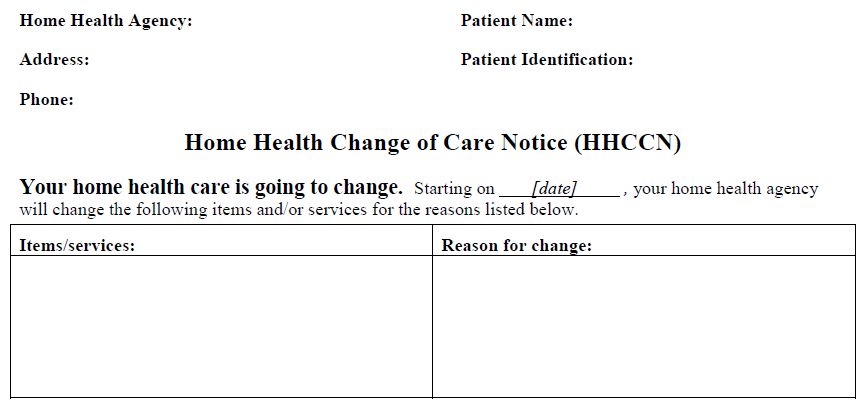 Home Health Agency: Patient Name:
Address: Patient Identification:
Phone:
Home Health Change of Care Notice (HHCCN)
Your home health care is going to change. Starting on ____[date]_____ , your home health agency
will change the following items and/or services for the reasons listed below.
Items/services: Reason for change: